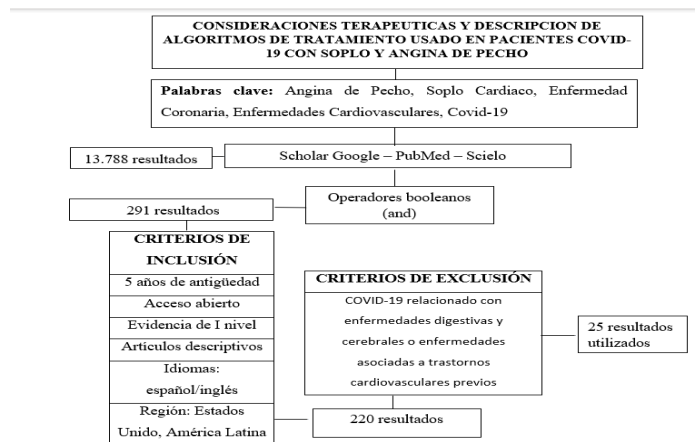 CONSIDERACIONES TERAPEUTICAS Y DESCRIPCION DE
ALGORITMOS DE TRATAMIENTO USADO EN PACIENTES COVID-
19 CON SOPLO Y ANGINA DE PECHO
Palabras clave: Angina de Pecho, Soplo Cardiaco, Enfermedad
Coronaria, Enfermedades Cardiovasculares, Covid-19
13.788 resultados
Scholar Google – PubMed – Scielo
Operadores booleanos
(and)
291 resultados
CRITERIOS DE
INCLUSIÓN
5 años de antigüedad
Acceso abierto
Evidencia de I nivel
Artículos descriptivos
Idiomas:
español/inglés
Región: Estados
Unido, América Latina
CRITERIOS DE EXCLUSIÓN
COVID-19 relacionado con
enfermedades digestivas y
cerebrales o enfermedades
asociadas a trastornos
cardiovasculares previos
25 resultados
utilizados
220 resultados